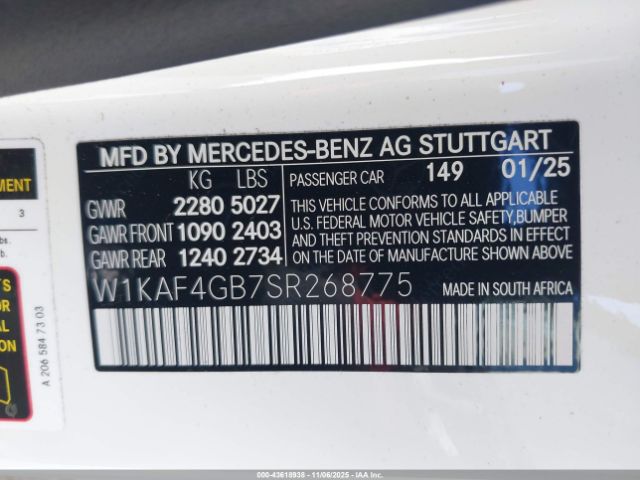 MFD BY MERCEDES-BENZ AG STUTTGART
KG LBS
GVWR 2280 5027
GAWR FRONT 1090 2403
GAWR REAR 1240 2734
PASSENGER CAR 149 01/25
THIS VEHICLE CONFORMS TO ALL APPLICABLE
U.S. FEDERAL MOTOR VEHICLE SAFETY,BUMPER
AND THEFT PREVENTION STANDARDS IN EFFECT
ON THE DATE OF MANUFACTURE SHOWN ABOVE.
W1KAF4GB7SR268775 MADE IN SOUTH AFRICA
3
A 206 584 73 03
000-43618938 - 11/06/2025 - COPYRIGHT IAA, LLC